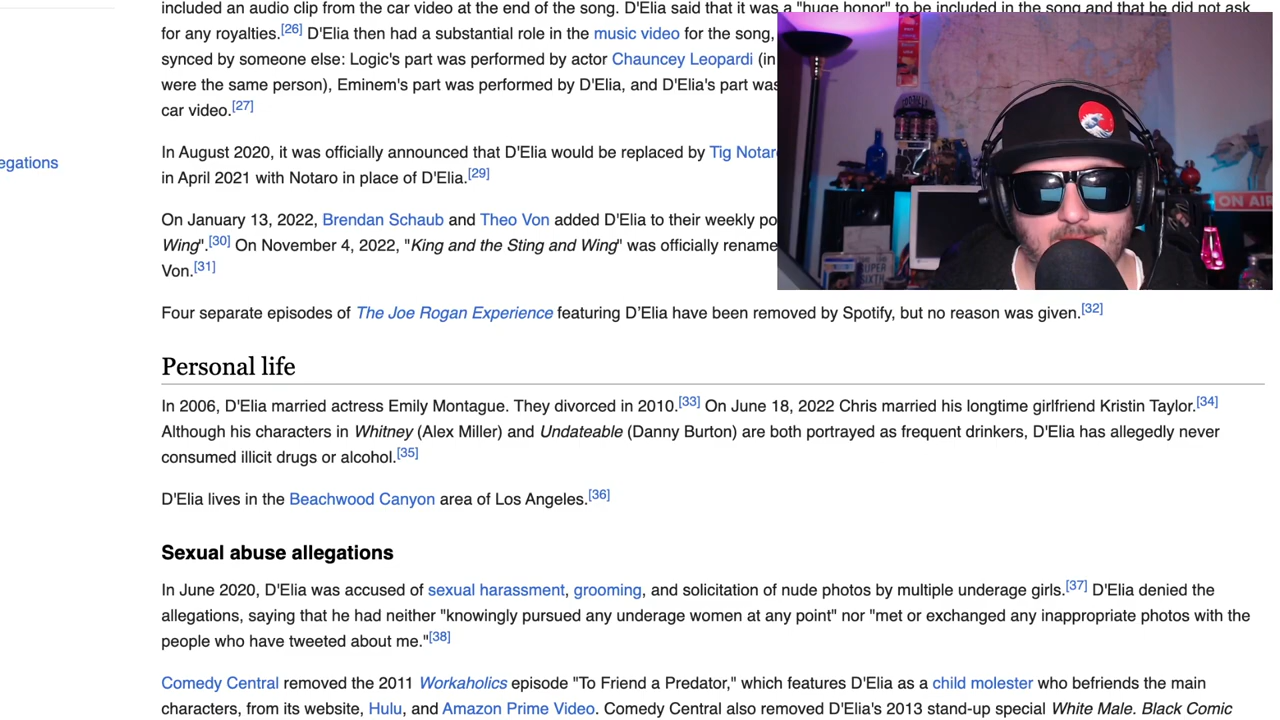 included an audio clip from the car video at the end of the song. D'Elia said that it was a "huge honor" to be included in the song and that he did not ask
for any royalties.[26] D'Elia then had a substantial role in the music video for the song,
synced by someone else: Logic's part was performed by actor Chauncey Leopardi (in
were the same person), Eminem's part was performed by D'Elia, and D'Elia's part was
car video.[27]
egations
In August 2020, it was officially announced that D'Elia would be replaced by Tig Notar
in April 2021 with Notaro in place of D'Elia.[29]
On January 13, 2022, Brendan Schaub and Theo Von added D'Elia to their weekly po
Wing".[30] On November 4, 2022, "King and the Sting and Wing" was officially rename
Von.[31]
ON AIR
SUPER
SIXTH
Four separate episodes of The Joe Rogan Experience featuring D'Elia have been removed by Spotify, but no reason was given.[32]
Personal life
In 2006, D'Elia married actress Emily Montague. They divorced in 2010.[33] On June 18, 2022 Chris married his longtime girlfriend Kristin Taylor.[34]
Although his characters in Whitney (Alex Miller) and Undateable (Danny Burton) are both portrayed as frequent drinkers, D'Elia has allegedly never
consumed illicit drugs or alcohol.[35]
D'Elia lives in the Beachwood Canyon area of Los Angeles.[36]
Sexual abuse allegations
In June 2020, D'Elia was accused of sexual harassment, grooming, and solicitation of nude photos by multiple underage girls.[37] D'Elia denied the
allegations, saying that he had neither "knowingly pursued any underage women at any point" nor "met or exchanged any inappropriate photos with the
people who have tweeted about me."[38]
Comedy Central removed the 2011 Workaholics episode "To Friend a Predator," which features D'Elia as a child molester who befriends the main
characters, from its website, Hulu, and Amazon Prime Video. Comedy Central also removed D'Elia's 2013 stand-up special White Male. Black Comic